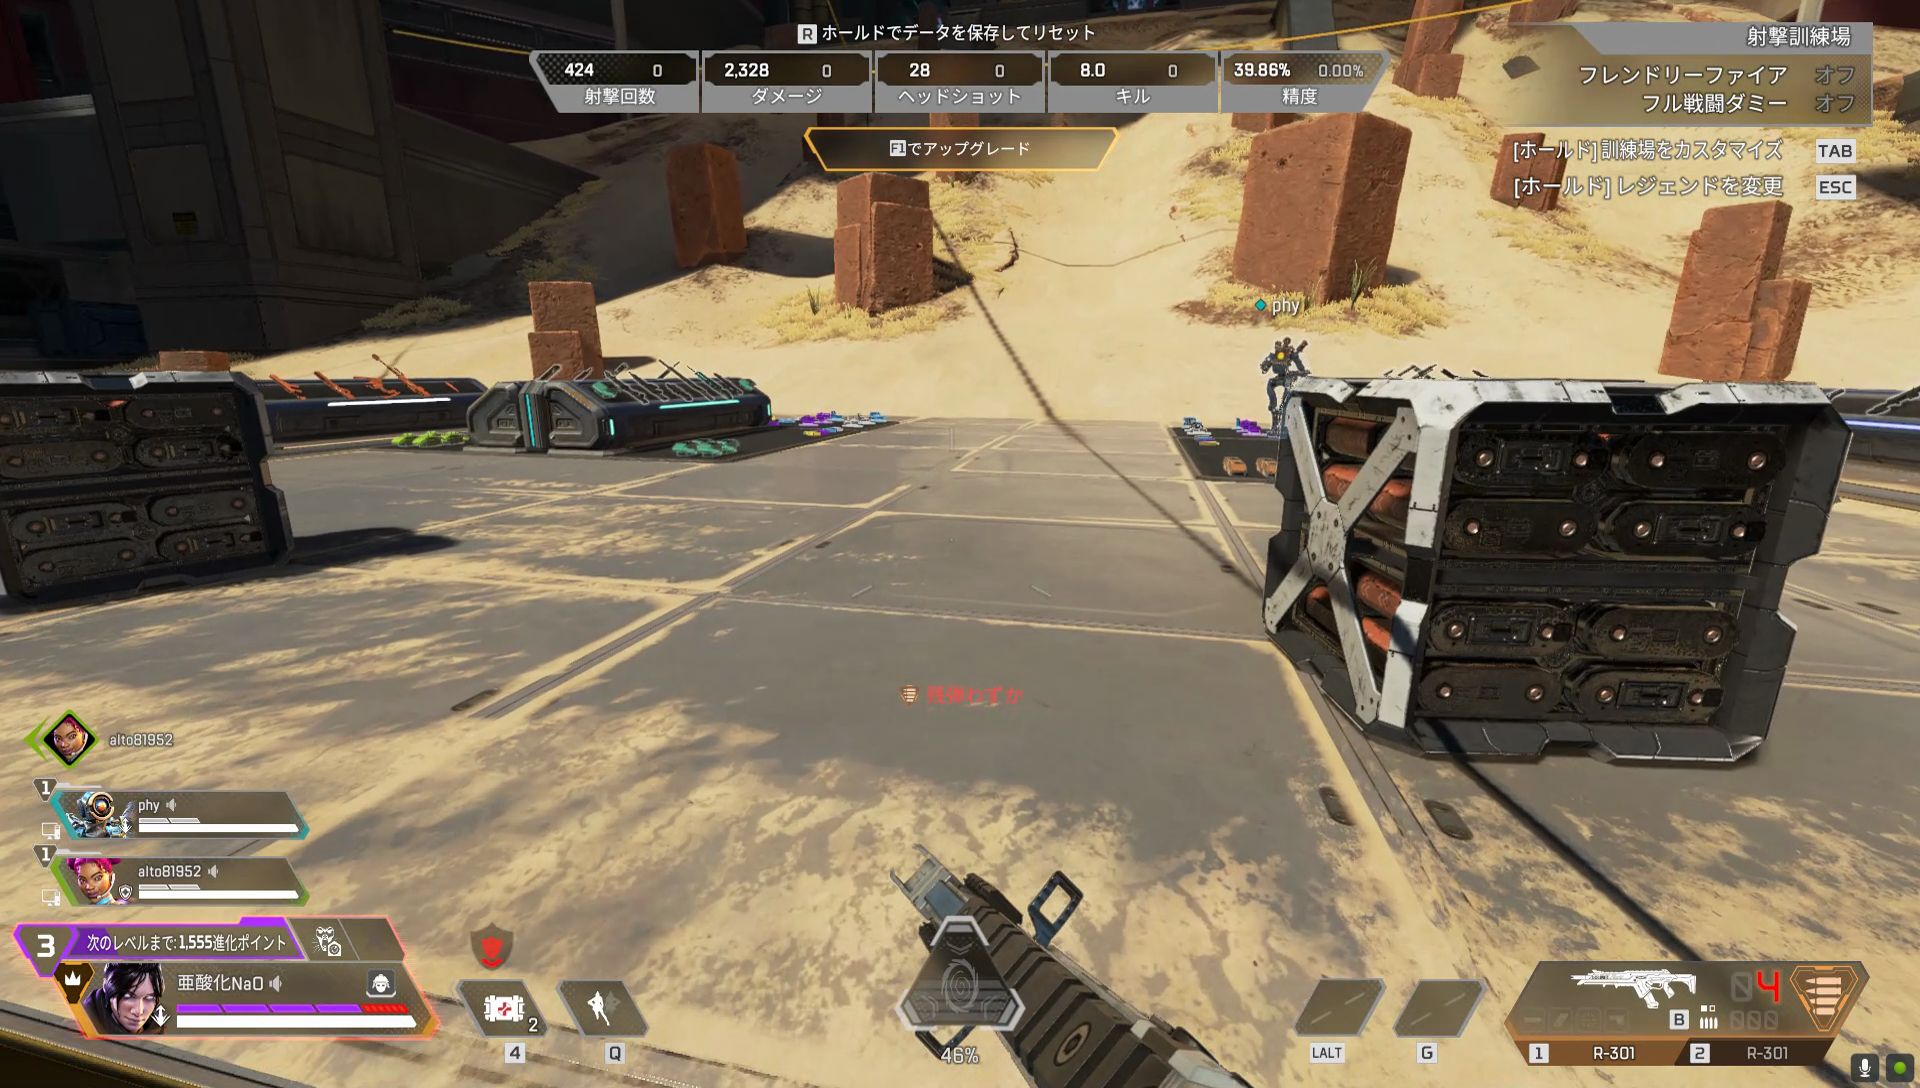 R ホールドでデータを保存してリセット
424 0 射撃回数
2,328 0 ダメージ
28 0 ヘッドショット
8.0 0 キル
39.86% 0.00% 精度
F1でアップグレード
射撃訓練場
フレンドリーファイア オフ
フル戦闘ダミー オフ
[ホールド]訓練場をカスタマイズ TAB
[ホールド]レジェンドを変更 ESC
phy
残弾わずか
alto81952
1
phy
1
alto81952
3 次のレベルまで:1,555進化ポイント
亜酸化NaO
2
4
Q
46%
LALT
G
04
B 000
1 R-301
2 R-301